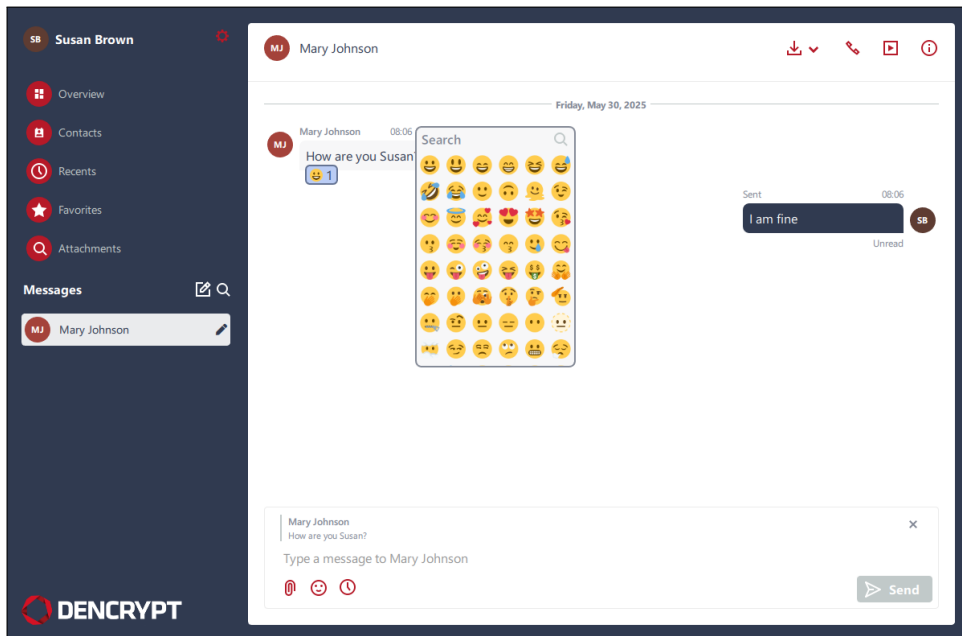 SB Susan Brown
Overview
Contacts
Recents
Favorites
Attachments
Messages
MJ Mary Johnson
DENCRYPT
MJ Mary Johnson
Friday, May 30, 2025
Mary Johnson 08:06
MJ
How are you Susan?
1
Search
Sent 08:06
I am fine
SB
Unread
Mary Johnson
How are you Susan?
Type a message to Mary Johnson
Send